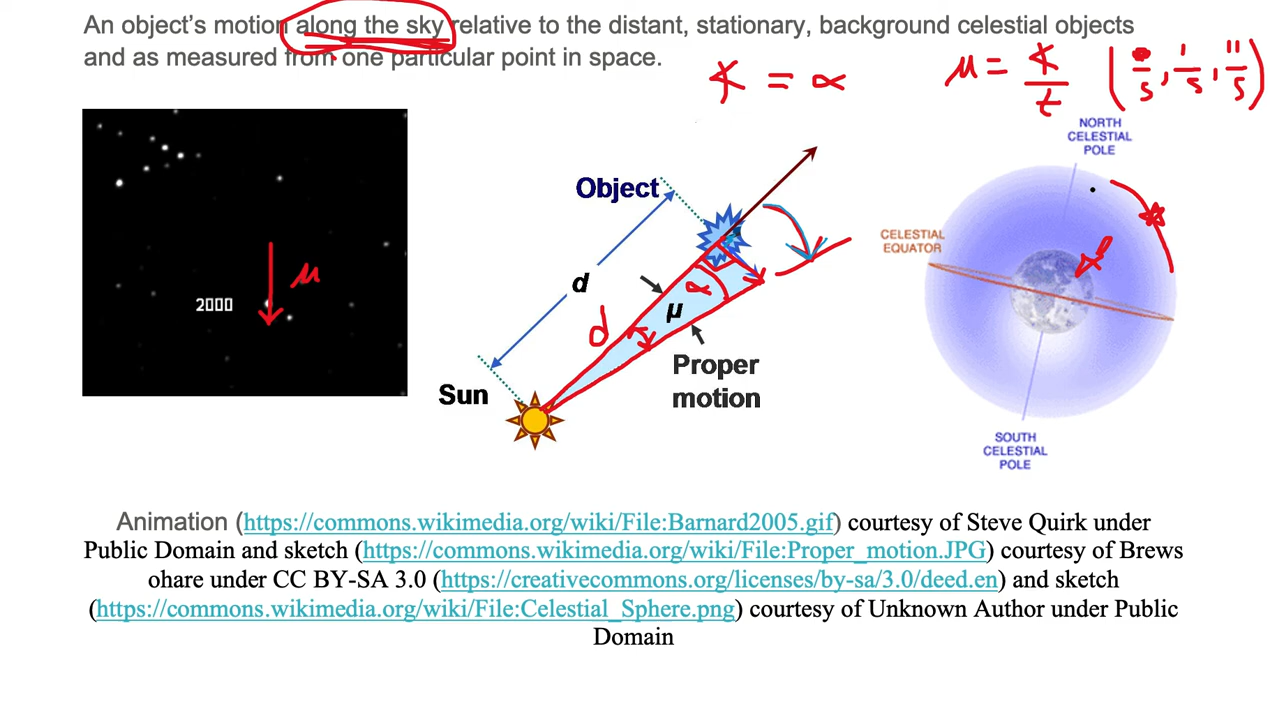 An object's motion along the sky relative to the distant, stationary, background celestial objects
and as measured from one particular point in space.
∡ = α
μ = ∡/t (°/s, '/s, "/s)
NORTH
CELESTIAL
POLE
Object
CELESTIAL
EQUATOR
μ
2000
d
α
μ
d
Proper
motion
Sun
SOUTH
CELESTIAL
POLE
Animation (https://commons.wikimedia.org/wiki/File:Barnard2005.gif) courtesy of Steve Quirk under
Public Domain and sketch (https://commons.wikimedia.org/wiki/File:Proper_motion.JPG) courtesy of Brews
ohare under CC BY-SA 3.0 (https://creativecommons.org/licenses/by-sa/3.0/deed.en) and sketch
(https://commons.wikimedia.org/wiki/File:Celestial_Sphere.png) courtesy of Unknown Author under Public
Domain